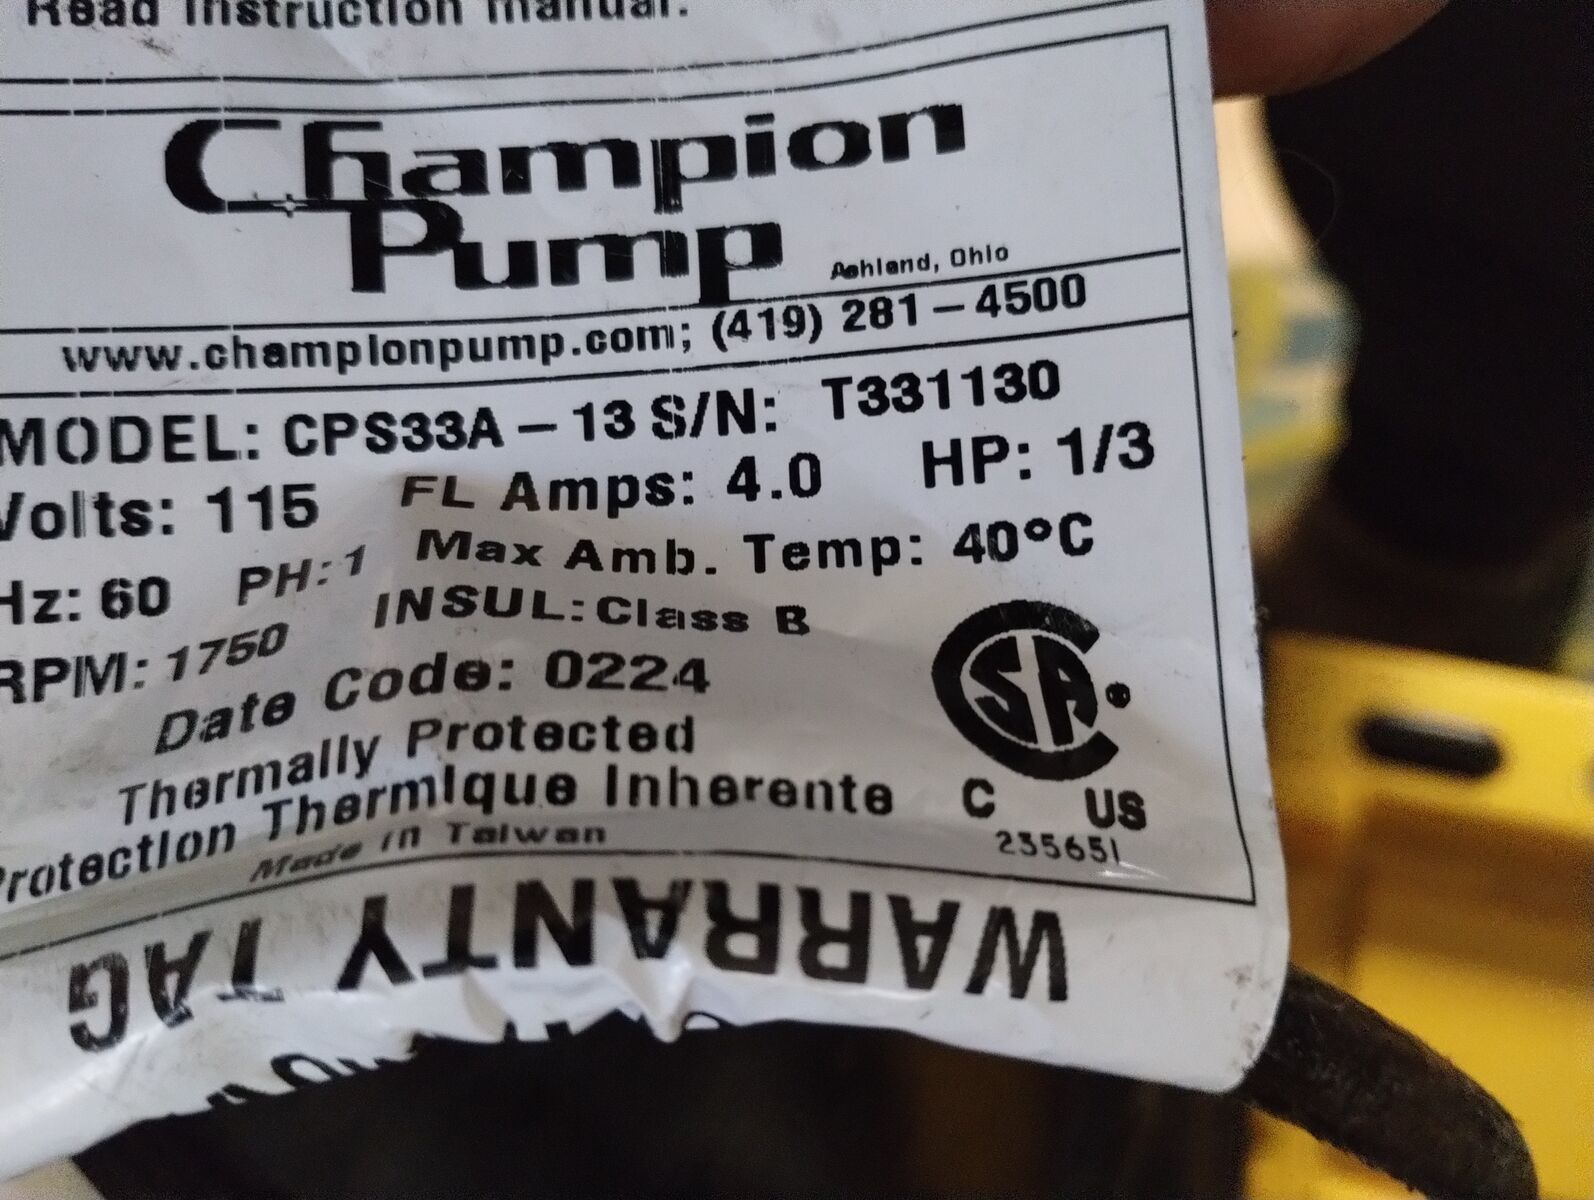 Read instruction manual.
Champion
Pump
Ashland, Ohio
www.championpump.com; (419) 281-4500
MODEL: CPS33A-13 S/N: T331130
Volts: 115 FL Amps: 4.0 HP: 1/3
Hz: 60 PH: 1 Max Amb. Temp: 40°C
RPM: 1750 INSUL: Class B
Date Code: 0224
Thermally Protected
Protection Thermique Inherente
Made in Taiwan
CSA®
C US
235651
WARRANTY TAG